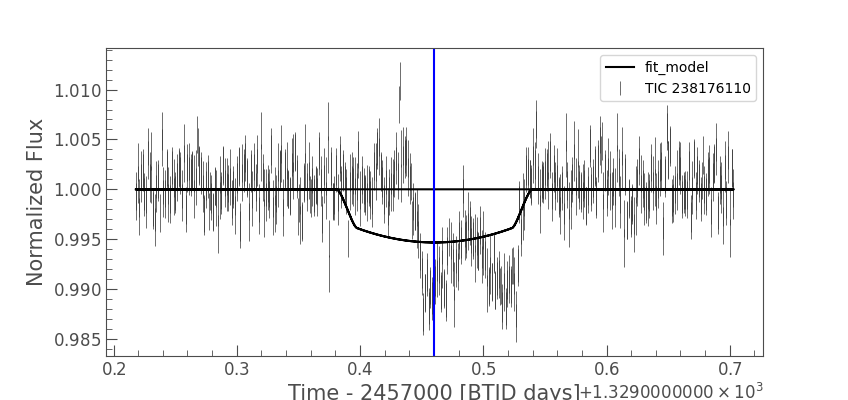 fit_model
TIC 238176110
Normalized Flux
1.010
1.005
1.000
0.995
0.990
0.985
0.2 0.3 0.4 0.5 0.6 0.7
Time - 2457000 [BTJD days]
+1.3290000000 × 10³